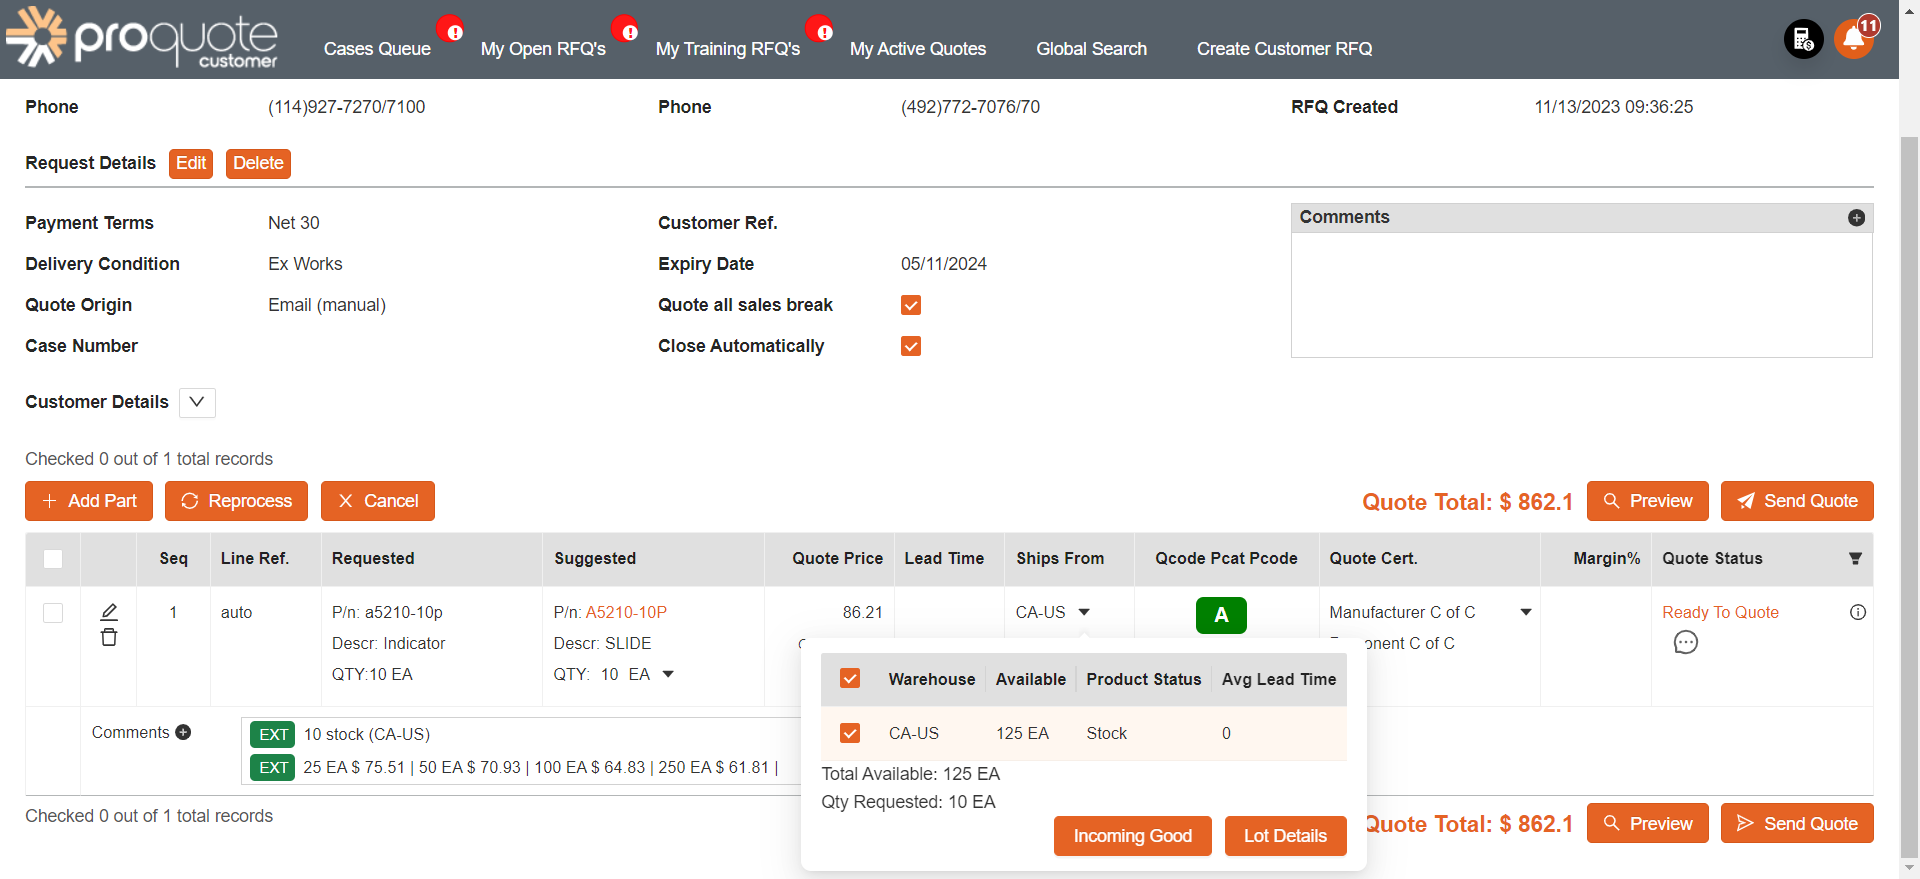 proquote
customer
Cases Queue
My Open RFQ's
My Training RFQ's
My Active Quotes
Global Search
Create Customer RFQ
11
Phone (114)927-7270/7100 Phone (492)772-7076/70 RFQ Created 11/13/2023 09:36:25
Request Details Edit Delete
Payment Terms Net 30 Customer Ref. Comments
Delivery Condition Ex Works Expiry Date 05/11/2024
Quote Origin Email (manual) Quote all sales break
Case Number Close Automatically
Customer Details
Checked 0 out of 1 total records
Add Part Reprocess Cancel Quote Total: $ 862.1 Preview Send Quote
Seq Line Ref. Requested Suggested Quote Price Lead Time Ships From Qcode Pcat Pcode Quote Cert. Margin% Quote Status
1 auto P/n: a5210-10p P/n: A5210-10P 86.21 CA-US A Manufacturer C of C Ready To Quote
Descr: Indicator Descr: SLIDE onent C of C
QTY:10 EA QTY: 10 EA
Warehouse Available Product Status Avg Lead Time
CA-US 125 EA Stock 0
Total Available: 125 EA
Qty Requested: 10 EA
Incoming Good Lot Details
Comments EXT 10 stock (CA-US)
EXT 25 EA $ 75.51 | 50 EA $ 70.93 | 100 EA $ 64.83 | 250 EA $ 61.81 |
Checked 0 out of 1 total records Quote Total: $ 862.1 Preview Send Quote